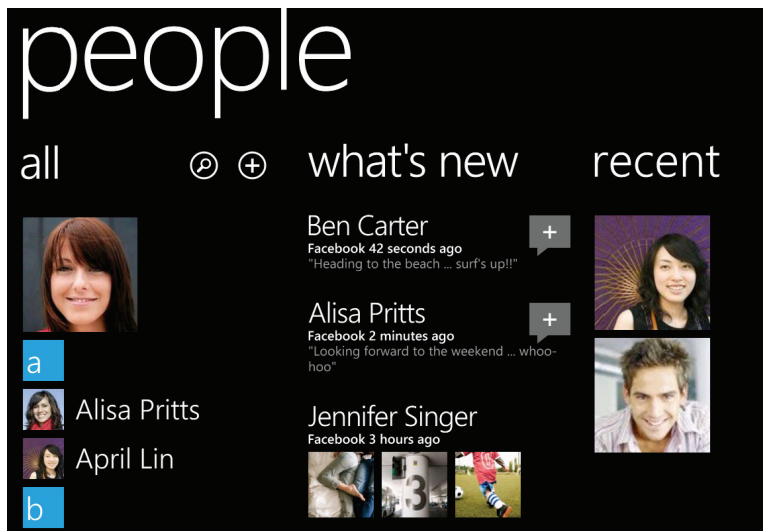 people
all
what's new
recent
Ben Carter
Facebook 42 seconds ago
"Heading to the beach ... surf's up!!"
Alisa Pritts
Facebook 2 minutes ago
"Looking forward to the weekend ... whoo-
hoo"
Jennifer Singer
Facebook 3 hours ago
3
a
Alisa Pritts
April Lin
b